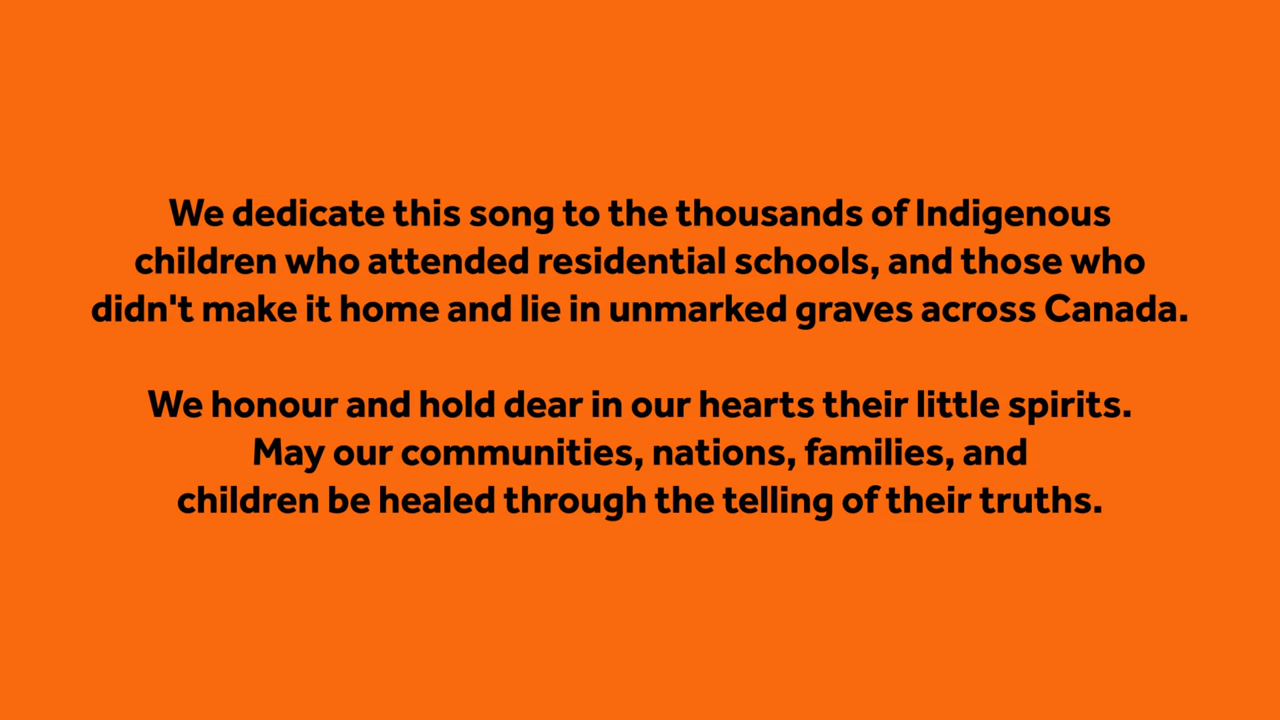 We dedicate this song to the thousands of Indigenous
children who attended residential schools, and those who
didn't make it home and lie in unmarked graves across Canada.
We honour and hold dear in our hearts their little spirits.
May our communities, nations, families, and
children be healed through the telling of their truths.